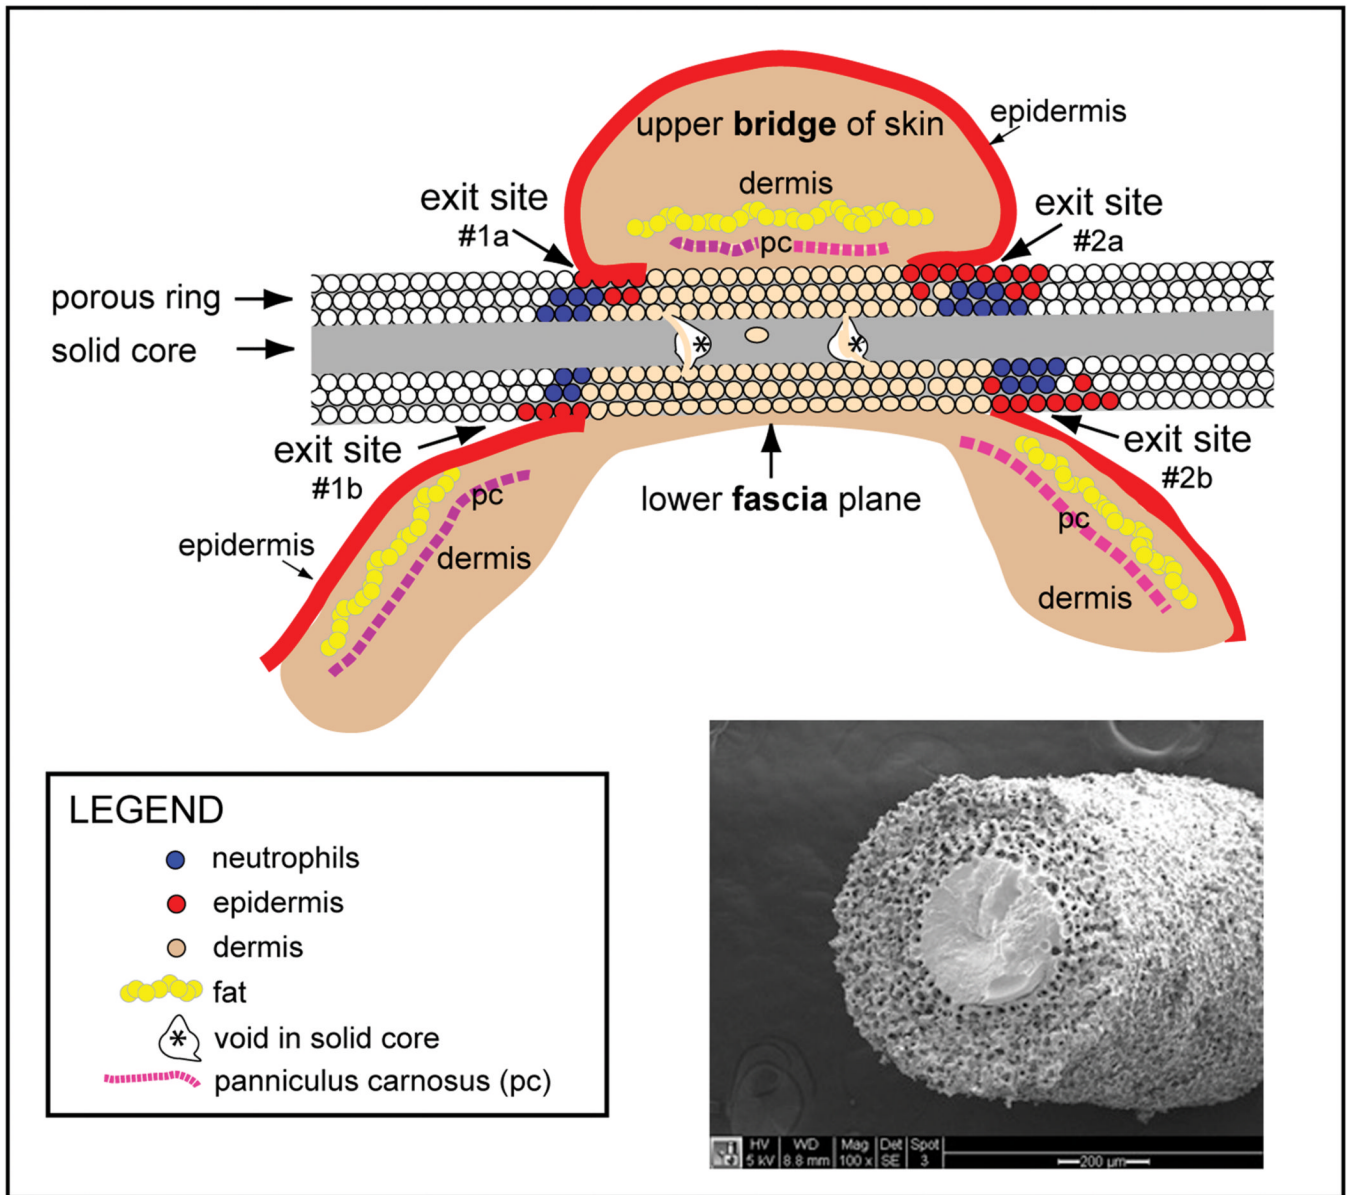 upper bridge of skin
epidermis
dermis
exit site
#1a
pc
exit site
#2a
porous ring
solid core
*
*
exit site
#1b
exit site
#2b
lower fascia plane
pc
pc
epidermis
dermis
dermis
LEGEND
neutrophils
epidermis
dermis
fat
* void in solid core
panniculus carnosus (pc)
HV WD Mag Det Spot
5 kV 8.8 mm 100 x SE 3 200 µm